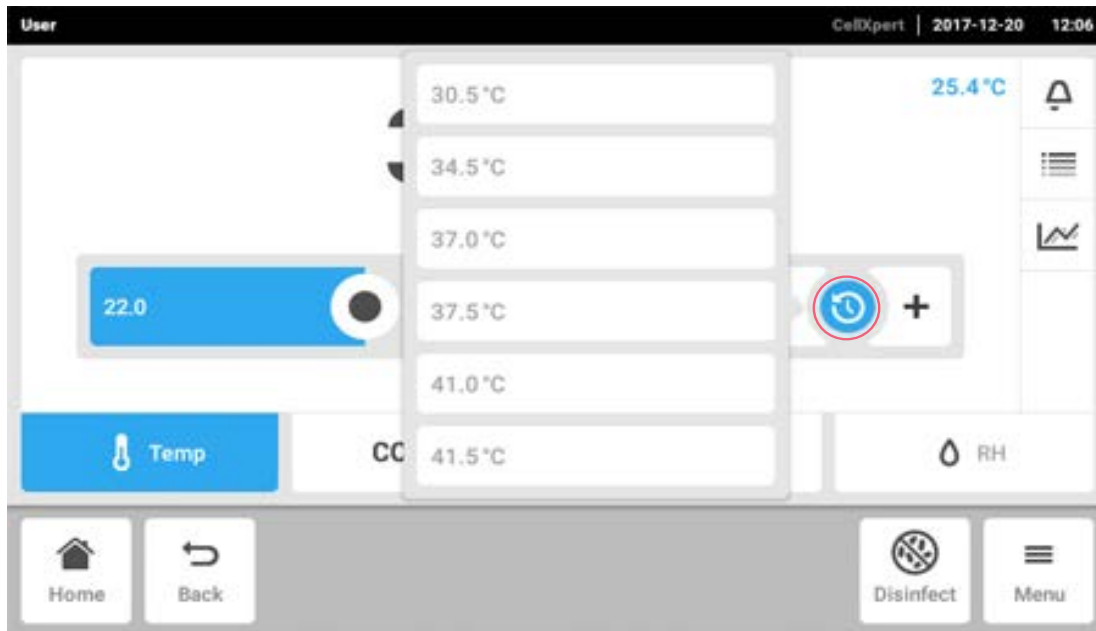 User CellXpert | 2017-12-20 12:06
30.5°C
25.4°C
34.5°C
37.0°C
22.0
37.5°C
+
41.0°C
Temp
CO
41.5°C
RH
Home
Back
Disinfect
Menu